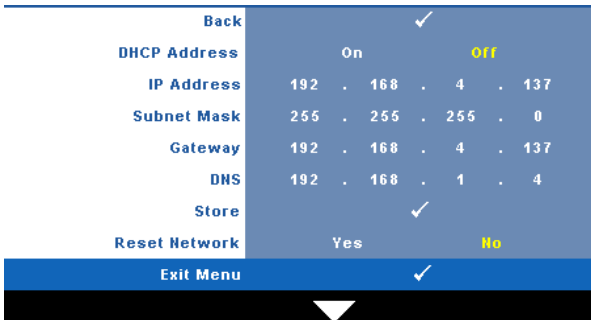 Back ✓
DHCP Address On Off
IP Address 192 . 168 . 4 . 137
Subnet Mask 255 . 255 . 255 . 0
Gateway 192 . 168 . 4 . 137
DNS 192 . 168 . 1 . 4
Store ✓
Reset Network Yes No
Exit Menu ✓